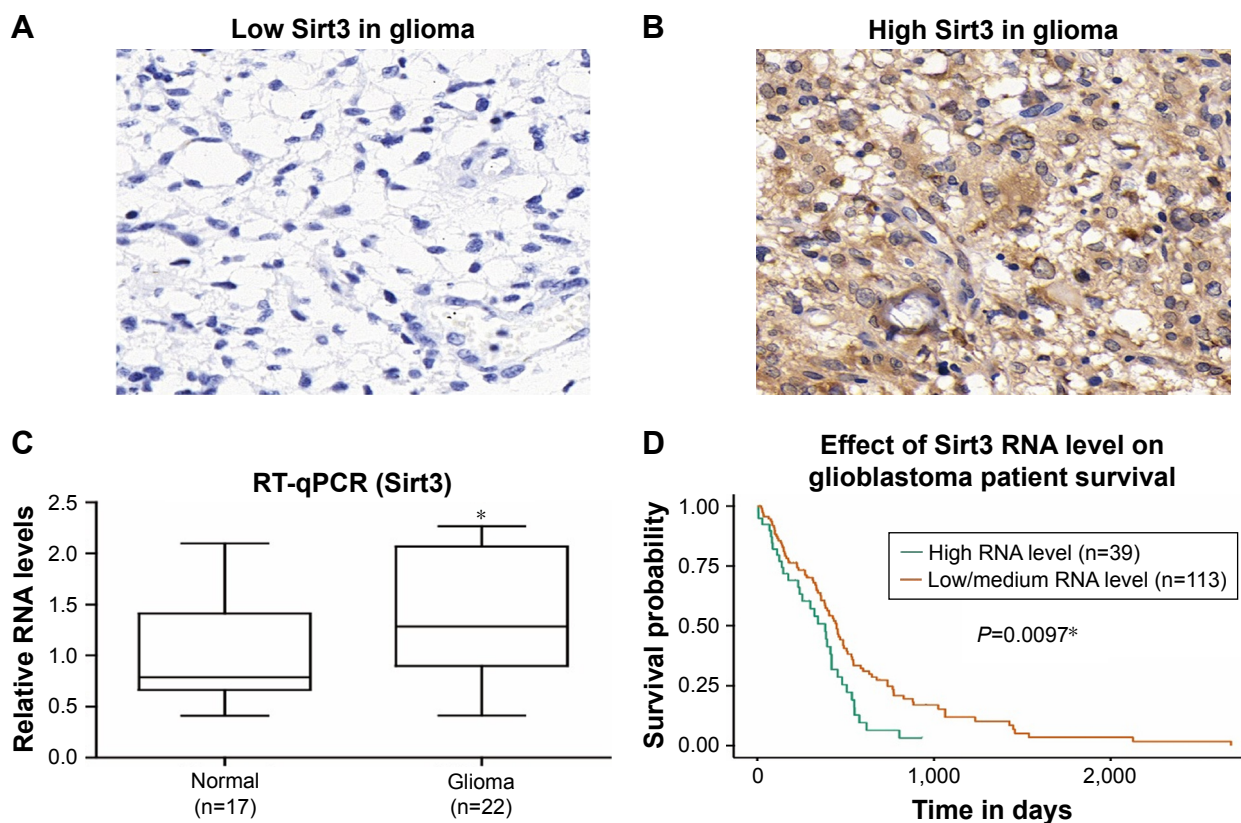 A
Low Sirt3 in glioma
B
High Sirt3 in glioma
C
RT-qPCR (Sirt3)
Relative RNA levels
2.5
2.0
1.5
1.0
0.5
0.0
*
Normal
(n=17)
Glioma
(n=22)
D
Effect of Sirt3 RNA level on
glioblastoma patient survival
Survival probability
1.00
0.75
0.50
0.25
0.00
High RNA level (n=39)
Low/medium RNA level (n=113)
P=0.0097*
0
1,000
2,000
Time in days